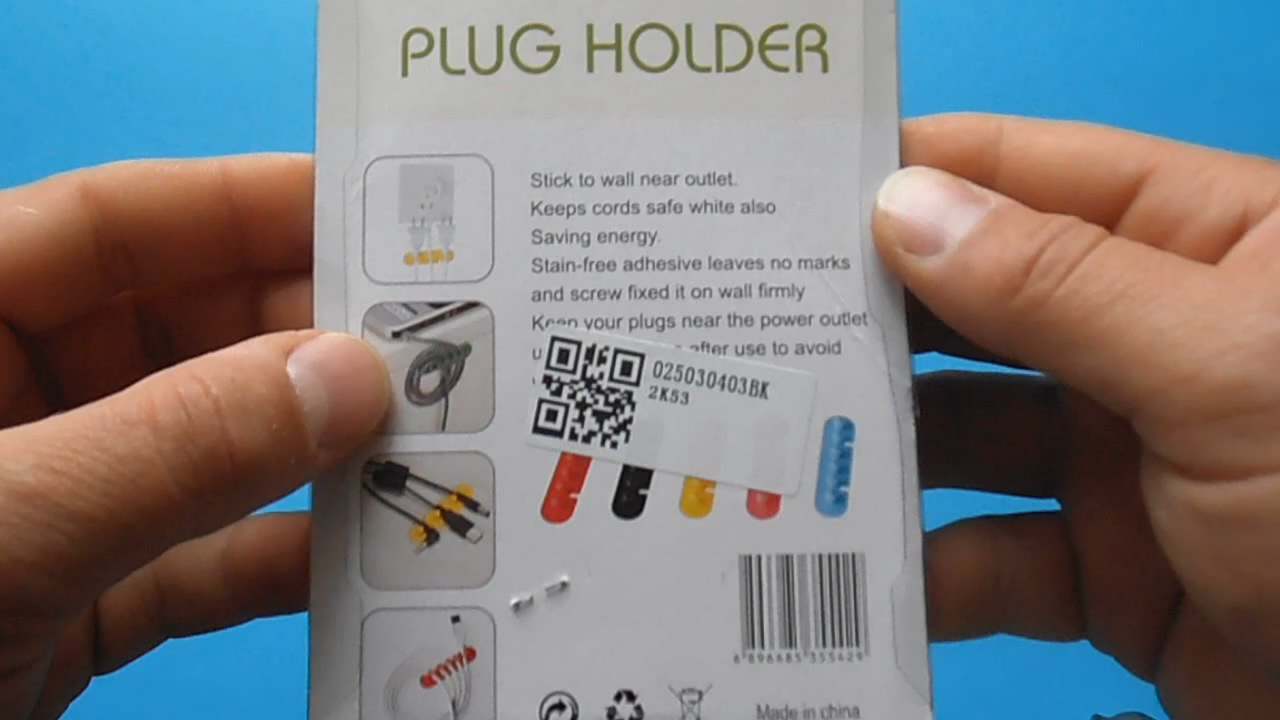 PLUG HOLDER
Stick to wall near outlet.
Keeps cords safe white also
Saving energy.
Stain-free adhesive leaves no marks
and screw fixed it on wall firmly
Keep your plugs near the power outlet
after use to avoid
025030403BK
2K53
6 896685 355429
Made in china